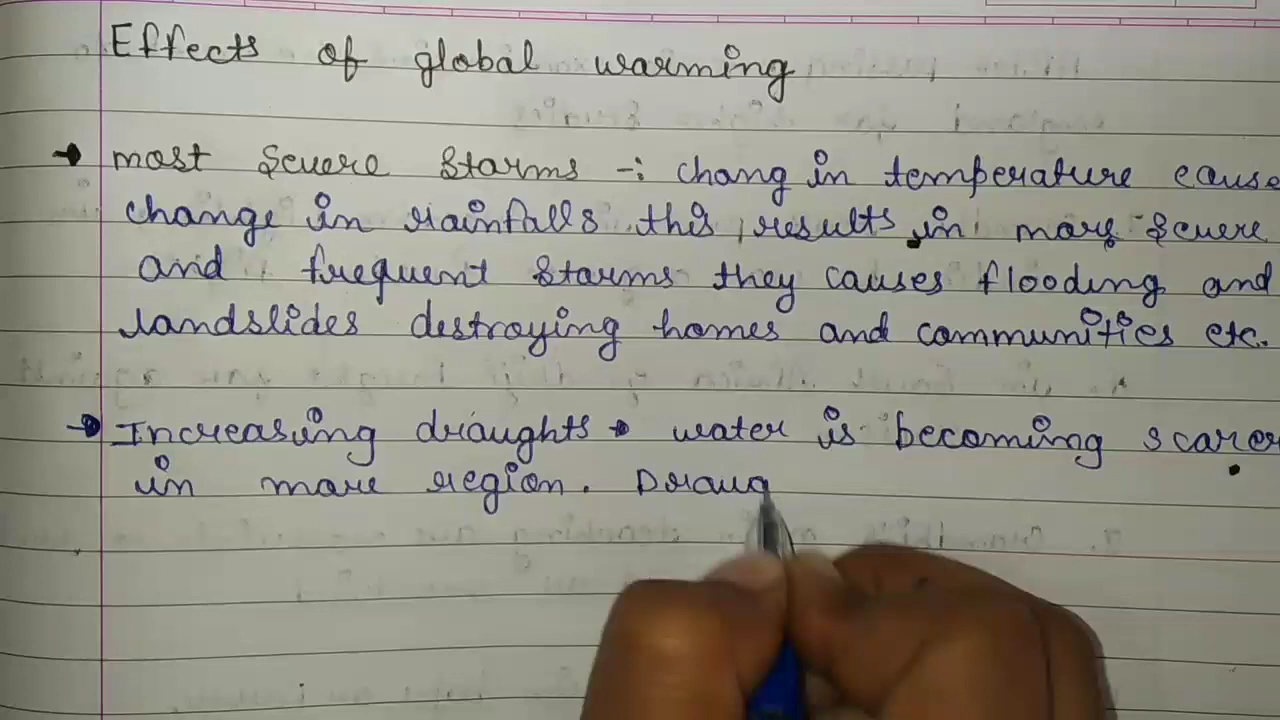 Effects of global warming
→ most severe storms -: chang in temperature cause
change in rainfalls this results in more severe
and frequent storms they causes flooding and
landslides destroying homes and communities etc.
→ Increasing draughts • water is becoming scarer
in more region. Draug